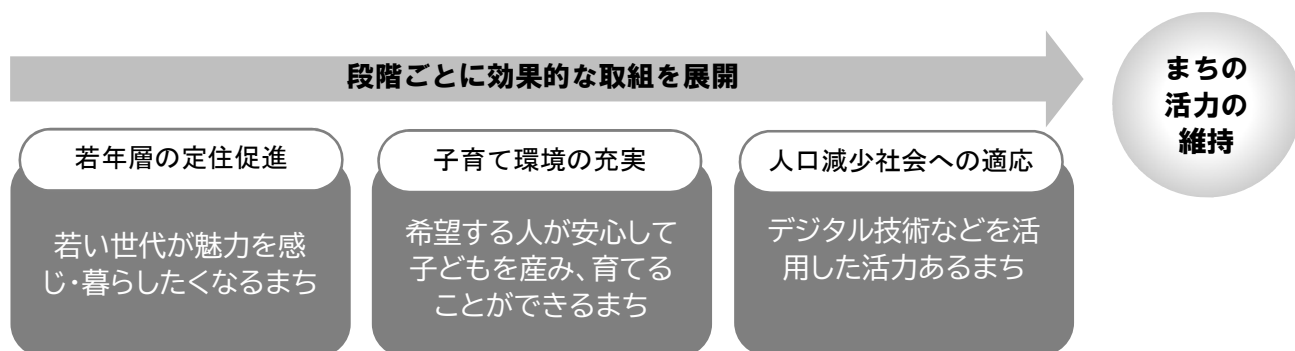 段階ごとに効果的な取組を展開
まちの
活力の
維持
若年層の定住促進
若い世代が魅力を感
じ・暮らしたくなるまち
子育て環境の充実
希望する人が安心して
子どもを産み、育てる
ことができるまち
人口減少社会への適応
デジタル技術などを活
用した活力あるまち